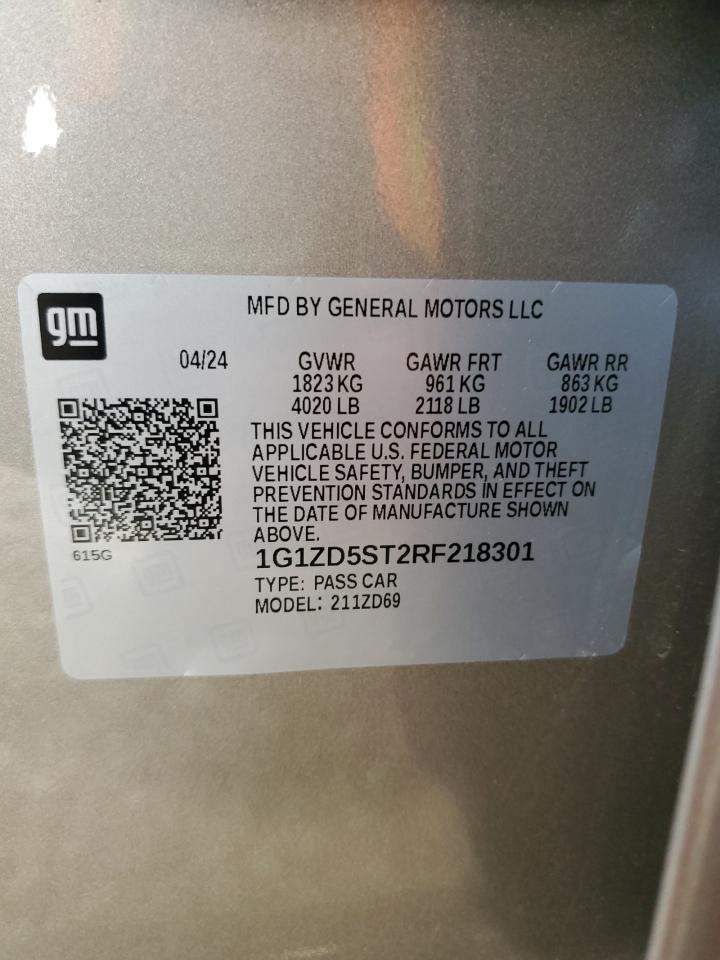 gm
MFD BY GENERAL MOTORS LLC
04/24 GVWR GAWR FRT GAWR RR
1823 KG 961 KG 863 KG
4020 LB 2118 LB 1902 LB
THIS VEHICLE CONFORMS TO ALL
APPLICABLE U.S. FEDERAL MOTOR
VEHICLE SAFETY, BUMPER, AND THEFT
PREVENTION STANDARDS IN EFFECT ON
THE DATE OF MANUFACTURE SHOWN
ABOVE.
615G
1G1ZD5ST2RF218301
TYPE: PASS CAR
MODEL: 211ZD69